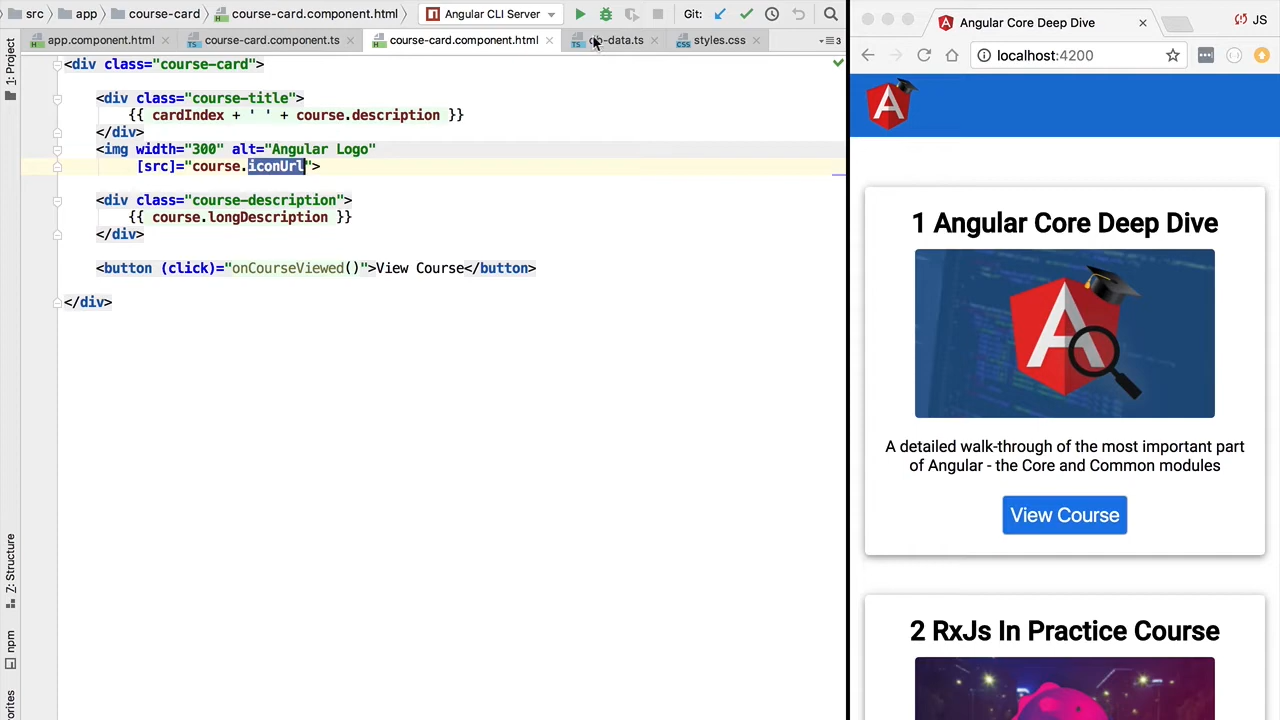 src app course-card course-card.component.html Angular CLI Server Git:
app.component.html course-card.component.ts course-card.component.html db-data.ts styles.css 3
1: Project
<div class="course-card">
<div class="course-title">
{{ cardIndex + ' ' + course.description }}
</div>
<img width="300" alt="Angular Logo"
[src]="course.iconUrl">
<div class="course-description">
{{ course.longDescription }}
</div>
<button (click)="onCourseViewed()">View Course</button>
</div>
Z: Structure
npm
Angular Core Deep Dive
JS
localhost:4200
1 Angular Core Deep Dive
A detailed walk-through of the most important part
of Angular - the Core and Common modules
View Course
2 RxJs In Practice Course